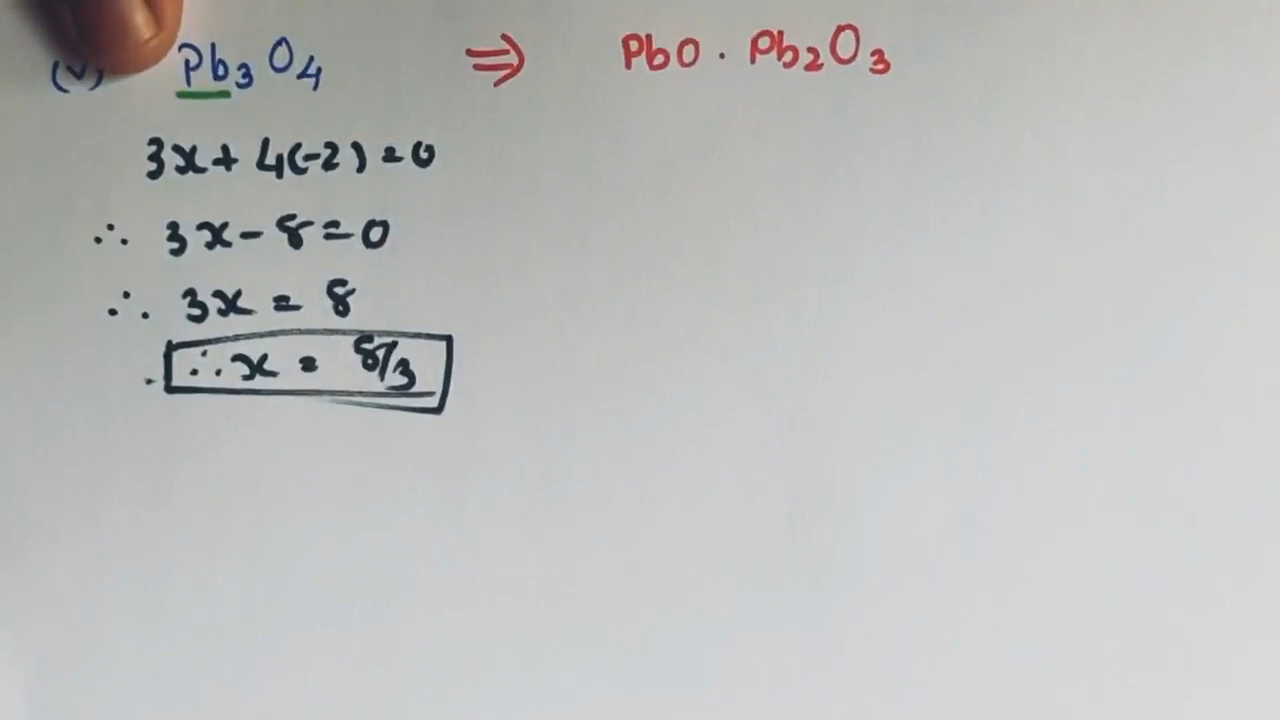 (v) Pb₃O₄ ⇒ PbO · Pb₂O₃
3x + 4(-2) = 0
∴ 3x - 8 = 0
∴ 3x = 8
∴ x = 8/3